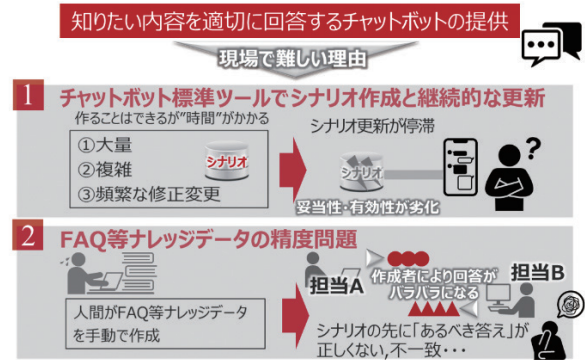 知りたい内容を適切に回答するチャットボットの提供
現場で難しい理由
1 チャットボット標準ツールでシナリオ作成と継続的な更新
作ることはできるが"時間"がかかる
①大量
②複雑
③頻繁な修正変更
シナリオ
シナリオ更新が停滞
シナリオ
?
妥当性・有効性が劣化
2 FAQ等ナレッジデータの精度問題
人間がFAQ等ナレッジデータ
を手動で作成
担当A
作成者により回答が
バラバラになる
担当B
シナリオの先に「あるべき答え」が
正しくない,不一致・・・